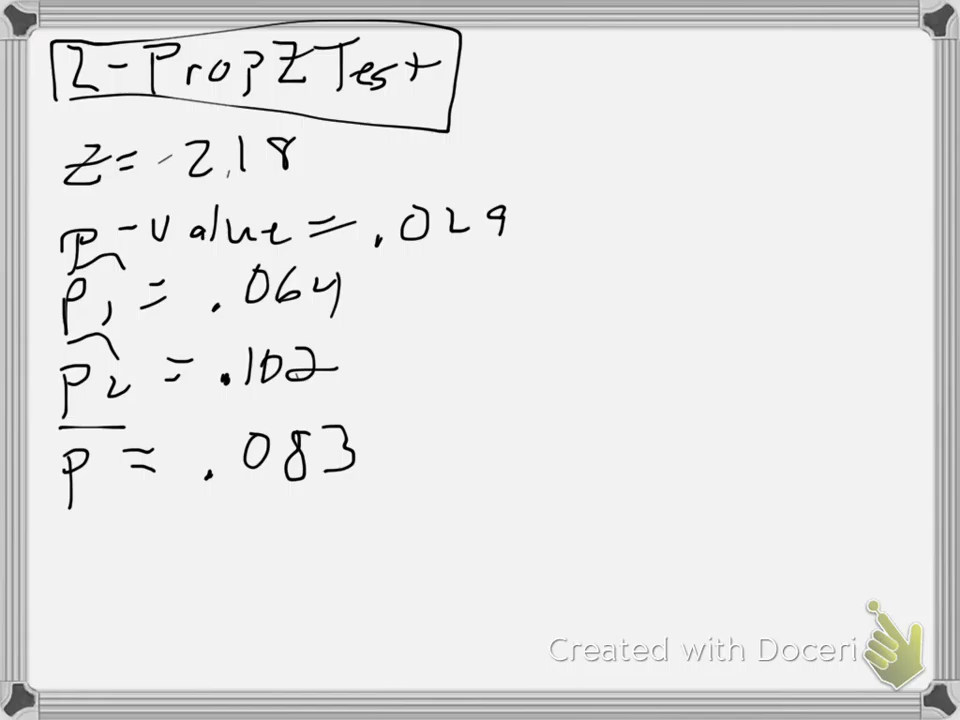 2-PropZTest
z = -2.18
p-value = .029
p̂₁ = .064
p̂₂ = .102
p̅ = .083
Created with Doceri